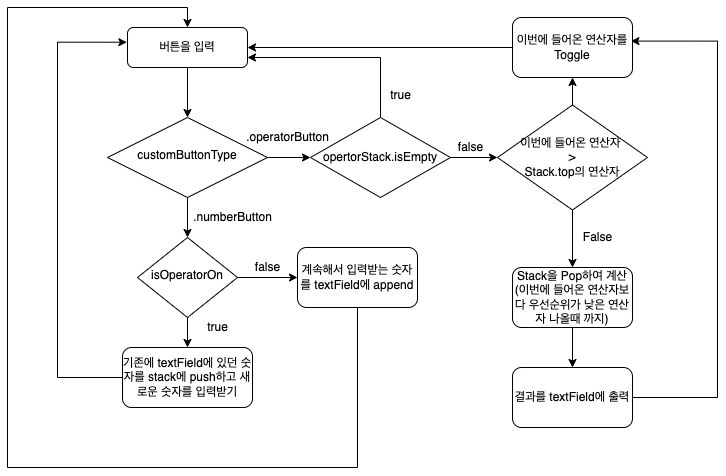 버튼을 입력
이번에 들어온 연산자를
Toggle
true
customButtonType
.operatorButton
opertorStack.isEmpty
false
이번에 들어온 연산자
>
Stack.top의 연산자
.numberButton
False
isOperatorOn
false
계속해서 입력받는 숫자
를 textField에 append
Stack을 Pop하여 계산
(이번에 들어온 연산자보
다 우선순위가 낮은 연산
자 나올때 까지)
true
기존에 textField에 있던 숫
자를 stack에 push하고 새
로운 숫자를 입력받기
결과를 textField에 출력